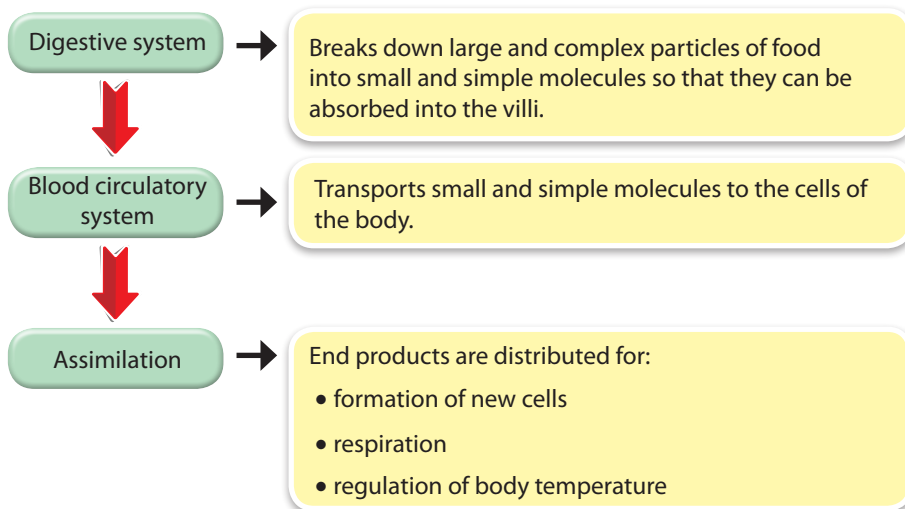 Digestive system
Breaks down large and complex particles of food
into small and simple molecules so that they can be
absorbed into the villi.
Blood circulatory
system
Transports small and simple molecules to the cells of
the body.
Assimilation
End products are distributed for:
• formation of new cells
• respiration
• regulation of body temperature